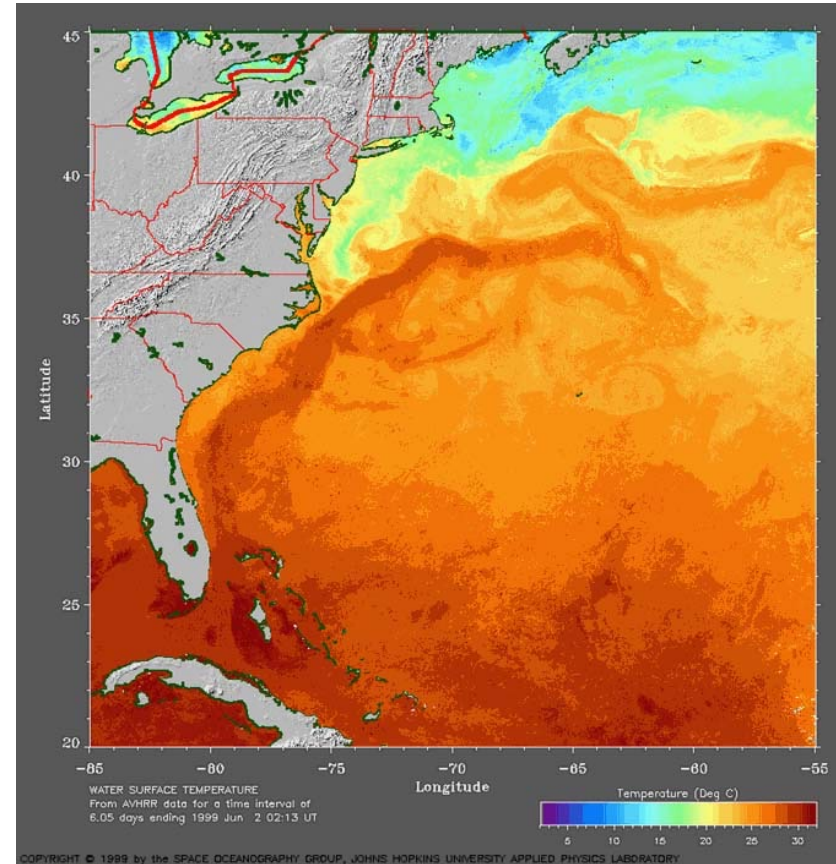 45
40
35
30
25
20
Latitude
-85 -80 -75 -70 -65 -60 -55
Longitude
WATER SURFACE TEMPERATURE
From AVHRR data for a time interval of
6.05 days ending 1999 Jun 2 02:13 UT
Temperature (Deg C)
5 10 15 20 25 30
COPYRIGHT © 1999 by the SPACE OCEANOGRAPHY GROUP, JOHNS HOPKINS UNIVERSITY APPLIED PHYSICS LABORATORY